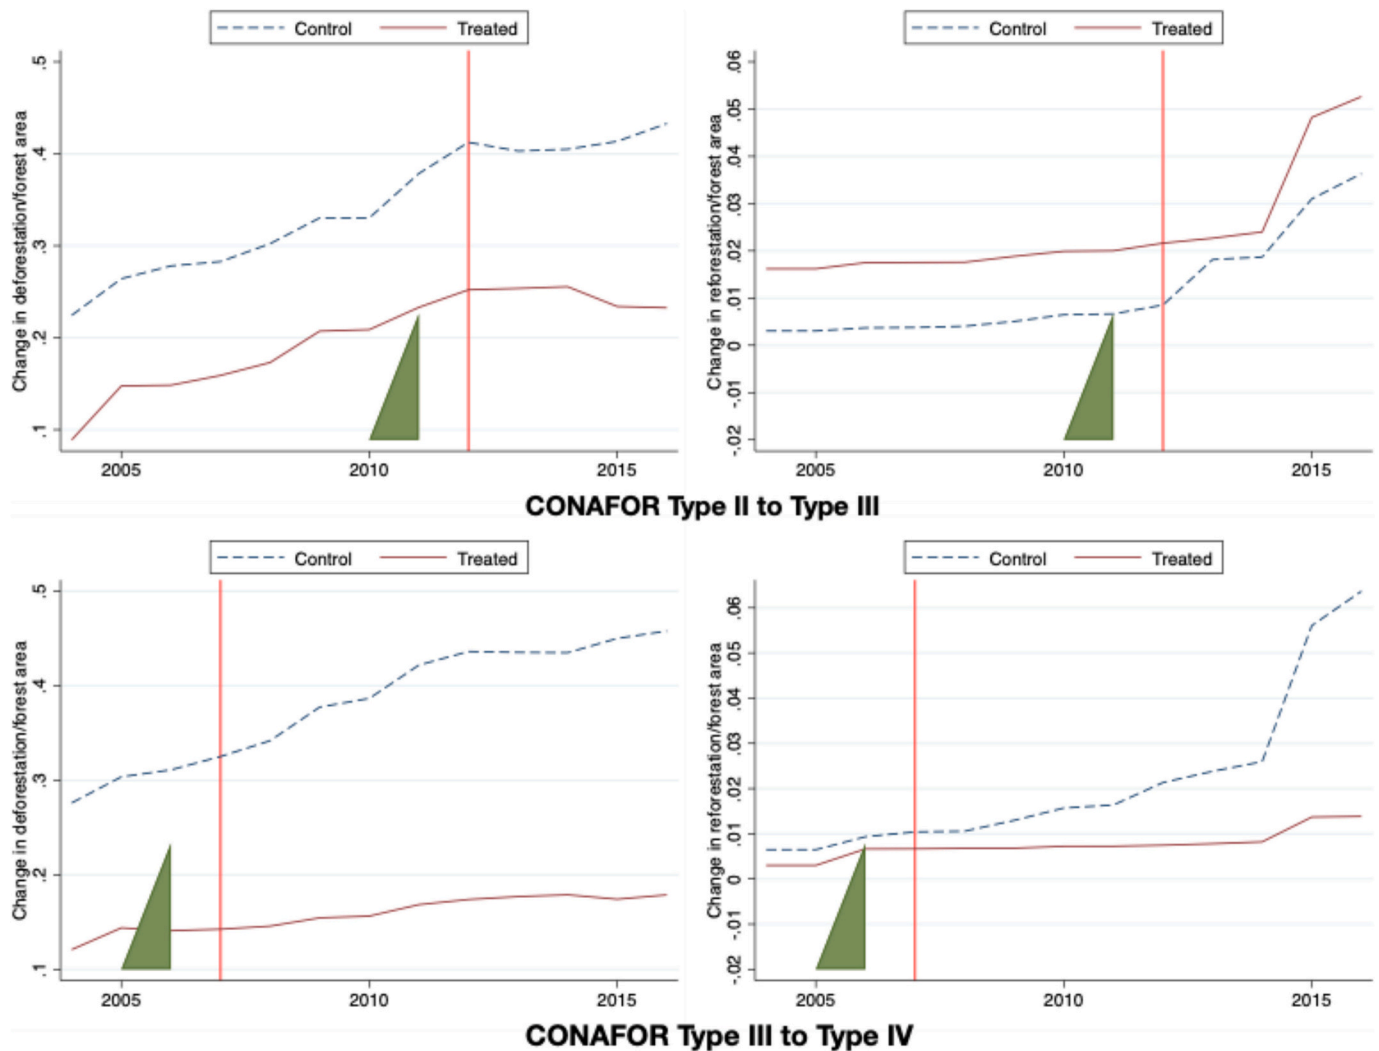 Control Treated
Change in deforestation/forest area
.5
.4
.3
.2
.1
2005 2010 2015
Control Treated
Change in reforestation/forest area
.06
.05
.04
.03
.02
.01
0
-.01
-.02
2005 2010 2015
CONAFOR Type II to Type III
Control Treated
Change in deforestation/forest area
.5
.4
.3
.2
.1
2005 2010 2015
Control Treated
Change in reforestation/forest area
.06
.05
.04
.03
.02
.01
0
-.01
-.02
2005 2010 2015
CONAFOR Type III to Type IV